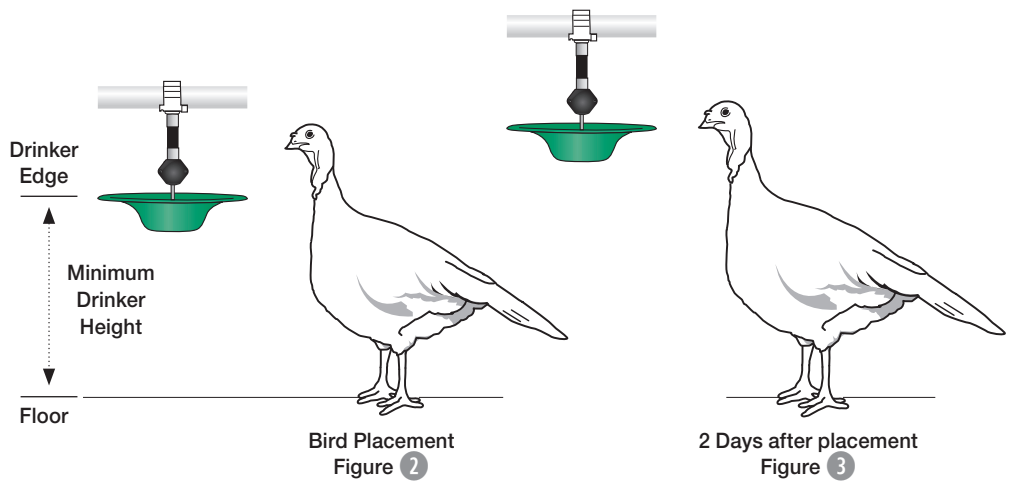 Drinker
Edge
Minimum
Drinker
Height
Floor
Bird Placement
Figure 2
2 Days after placement
Figure 3